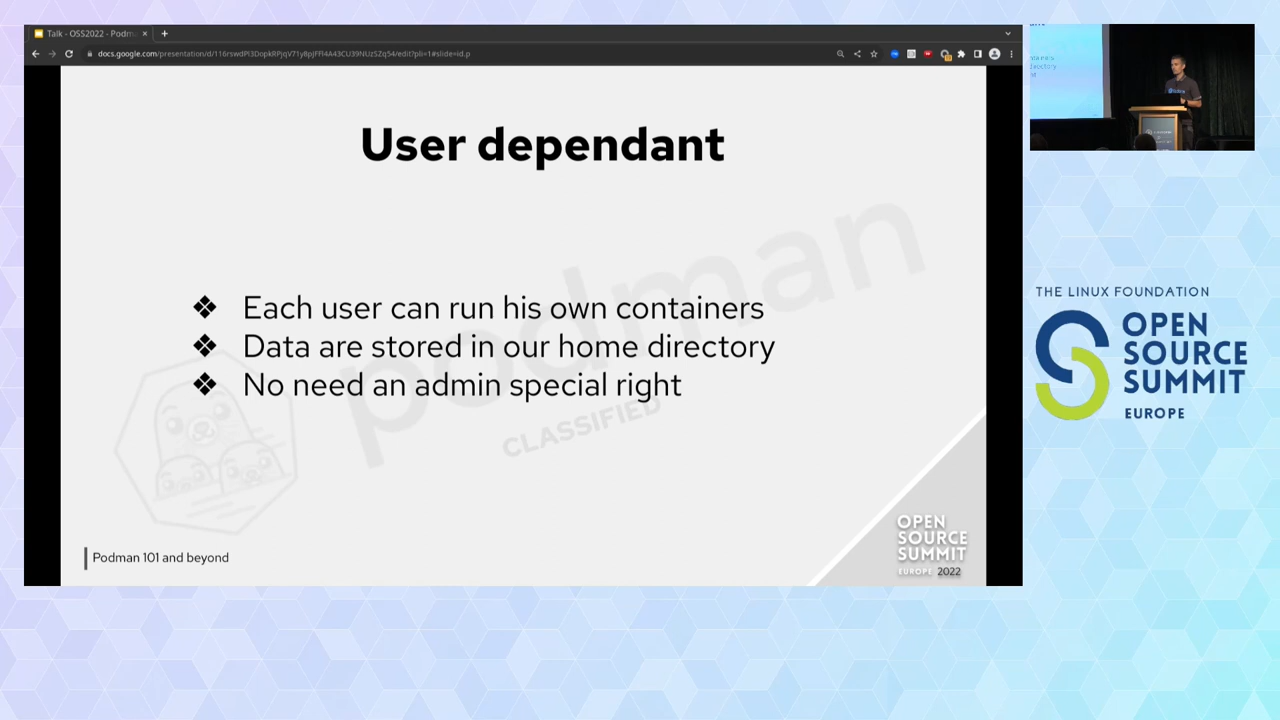 Talk - OSS2022 - Podm
docs.google.com/presentation/d/116rswdPi3DopkRPjqV71y8pJFFl4A43CU39NUzSZq54/edit?pli=1#slide=id.p
User dependant
podman
CLASSIFIED
❖ Each user can run his own containers
❖ Data are stored in our home directory
❖ No need an admin special right
Podman 101 and beyond
OPEN
SOURCE
SUMMIT
EUROPE 2022
THE LINUX FOUNDATION
OPEN
SOURCE
SUMMIT
EUROPE